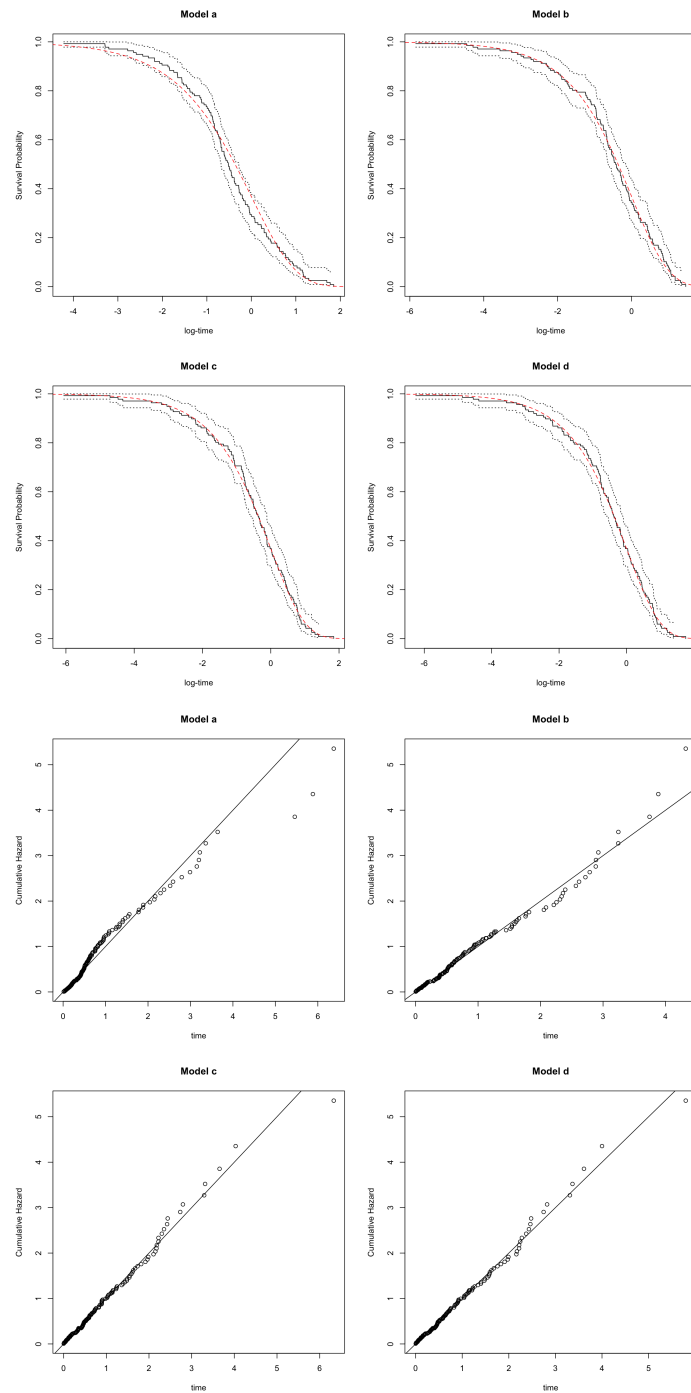 Model a
Model b
Survival Probability
1.0
0.8
0.6
0.4
0.2
0.0
-4 -3 -2 -1 0 1 2
log-time
Survival Probability
1.0
0.8
0.6
0.4
0.2
0.0
-6 -4 -2 0
log-time
Model c
Model d
Survival Probability
1.0
0.8
0.6
0.4
0.2
0.0
-6 -4 -2 0 2
log-time
Survival Probability
1.0
0.8
0.6
0.4
0.2
0.0
-6 -4 -2 0
log-time
Model a
Model b
Cumulative Hazard
5
4
3
2
1
0
0 1 2 3 4 5 6
time
Cumulative Hazard
5
4
3
2
1
0
0 1 2 3 4
time
Model c
Model d
Cumulative Hazard
5
4
3
2
1
0
0 1 2 3 4 5 6
time
Cumulative Hazard
5
4
3
2
1
0
0 1 2 3 4 5
time